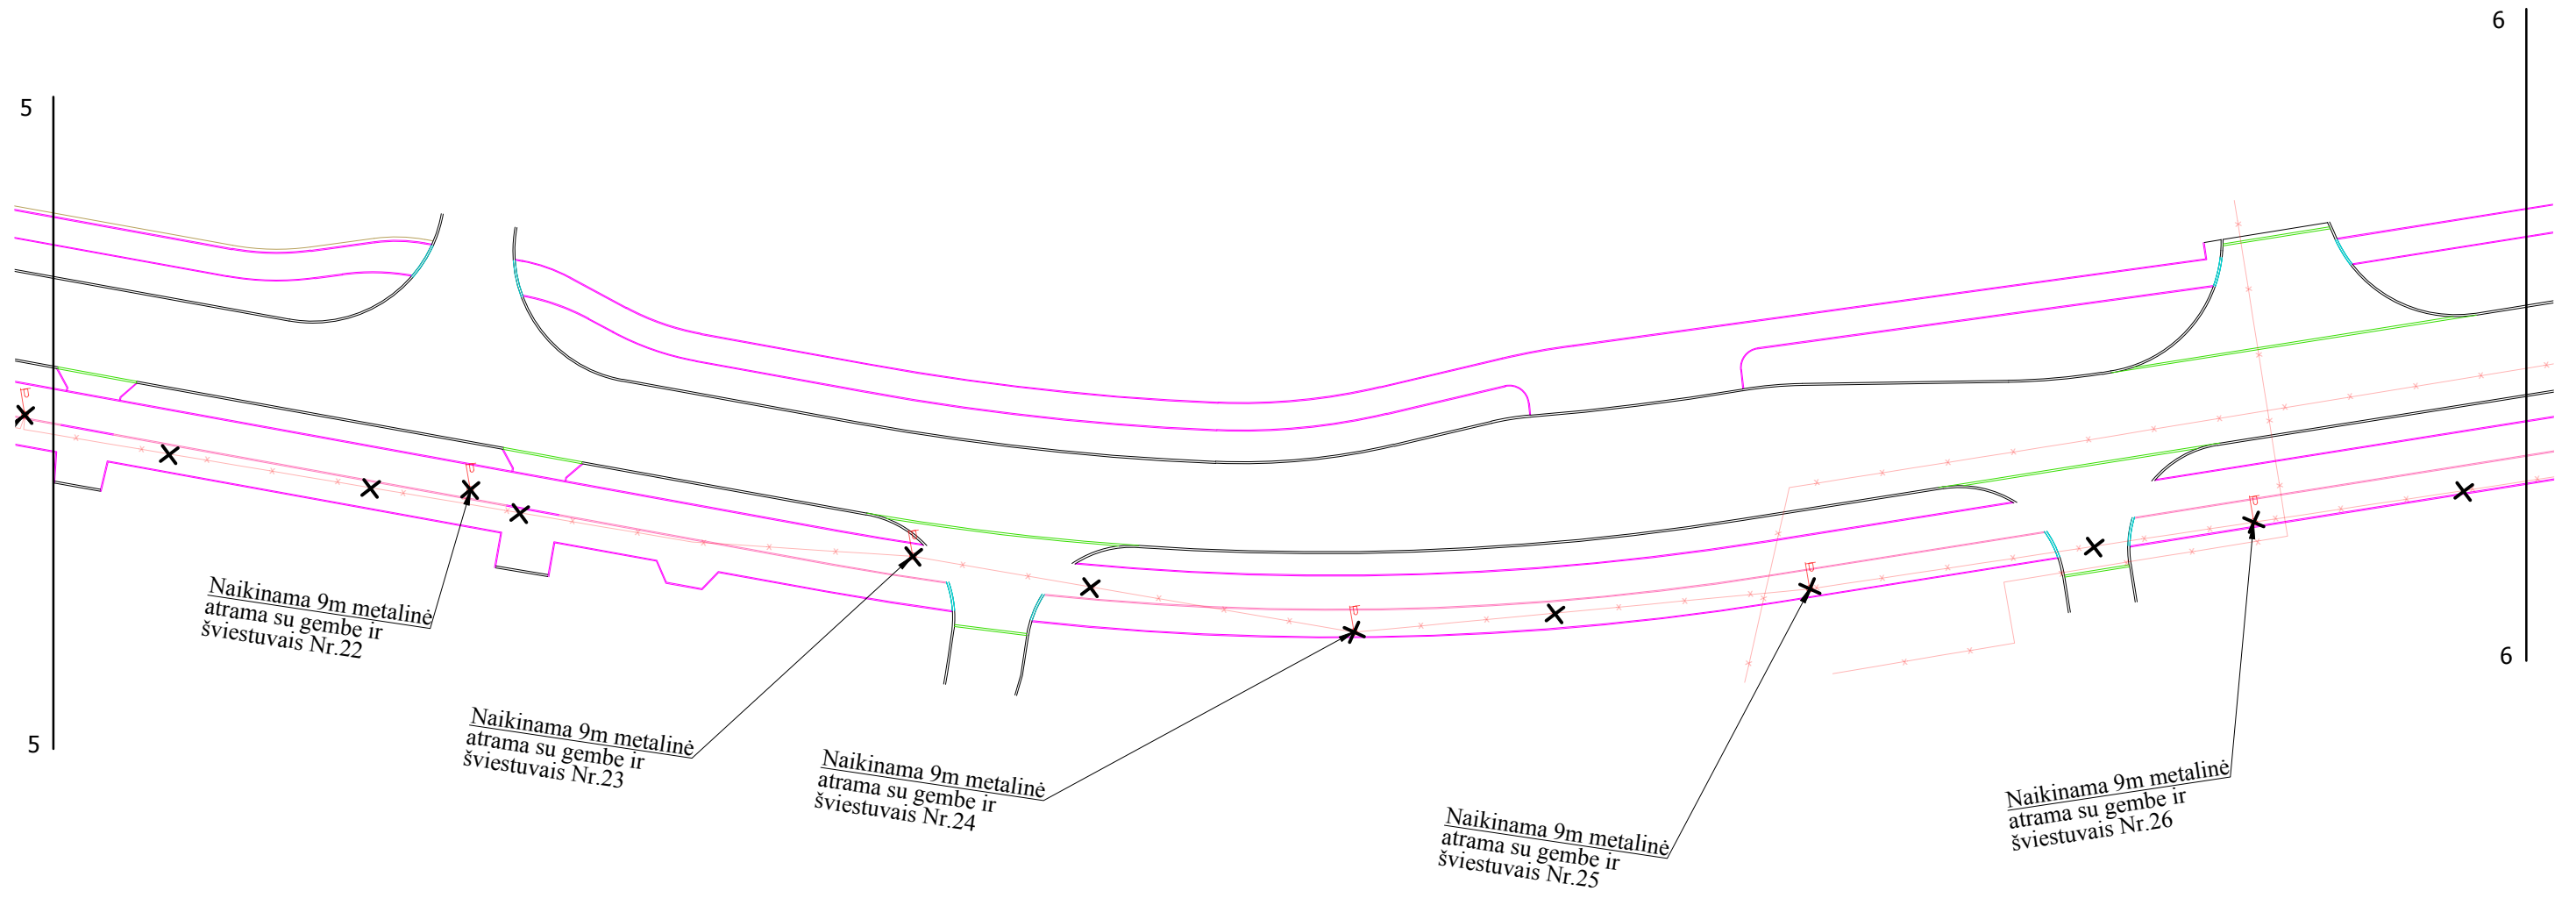 6
5
Naikinama 9m metalinė
atrama su gembe ir
šviestuvais Nr.22
5
Naikinama 9m metalinė
atrama su gembe ir
šviestuvais Nr.23
Naikinama 9m metalinė
atrama su gembe ir
šviestuvais Nr.24
Naikinama 9m metalinė
atrama su gembe ir
šviestuvais Nr.25
Naikinama 9m metalinė
atrama su gembe ir
šviestuvais Nr.26
6